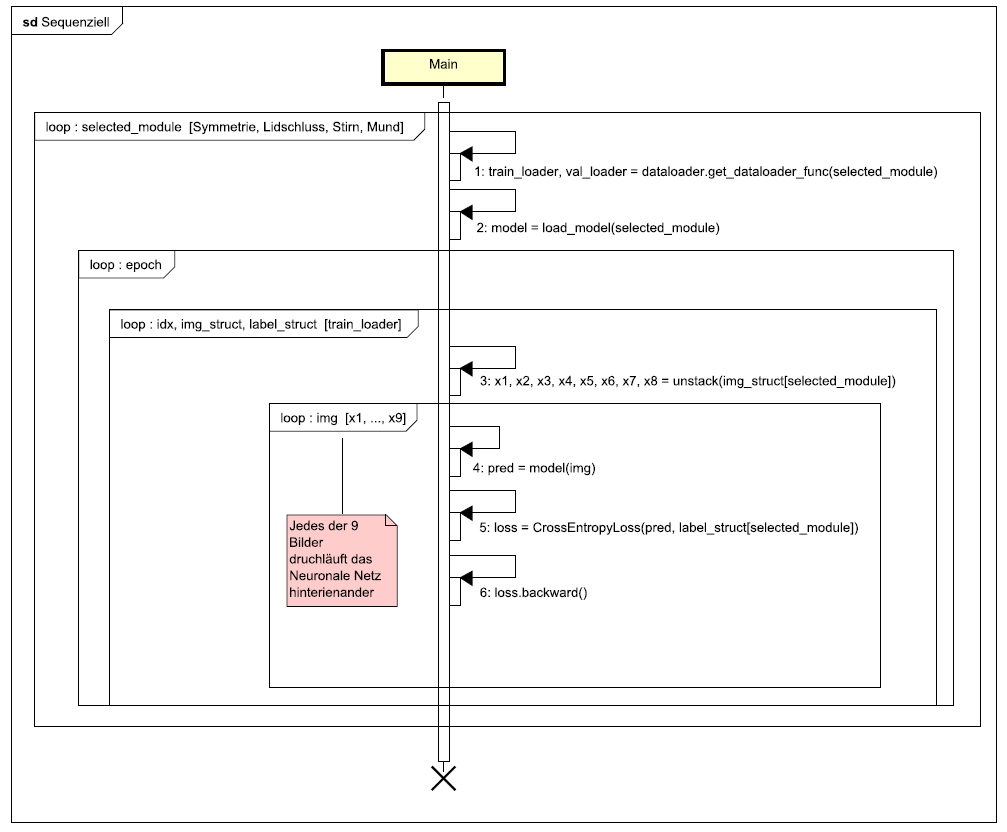 sd Sequenziell
Main
loop : selected_module [Symmetrie, Lidschluss, Stirn, Mund]
1: train_loader, val_loader = dataloader.get_dataloader_func(selected_module)
2: model = load_model(selected_module)
loop : epoch
loop : idx, img_struct, label_struct [train_loader]
3: x1, x2, x3, x4, x5, x6, x7, x8 = unstack(img_struct[selected_module])
loop : img [x1, ..., x9]
4: pred = model(img)
5: loss = CrossEntropyLoss(pred, label_struct[selected_module])
Jedes der 9
Bilder
druchläuft das
Neuronale Netz
hinterienander
6: loss.backward()